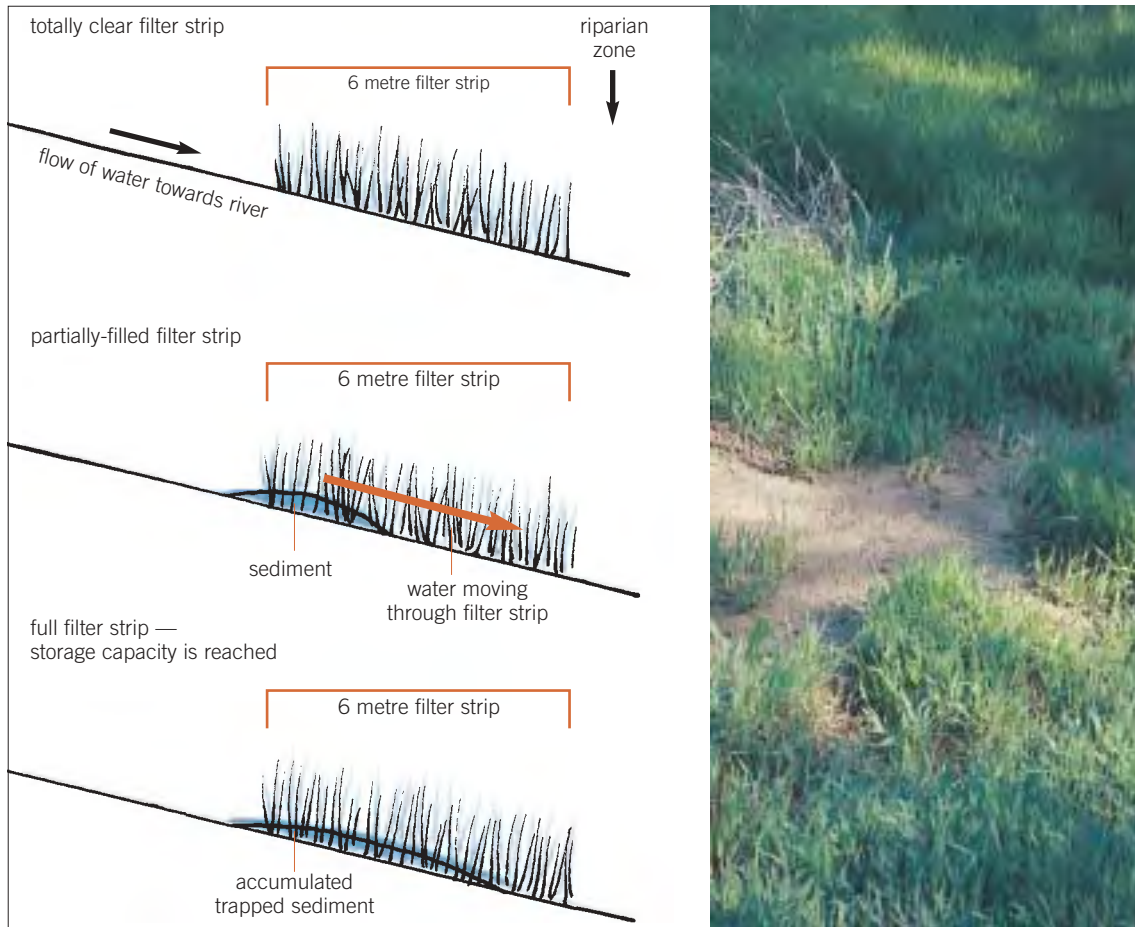 totally clear filter strip
riparian
zone
6 metre filter strip
flow of water towards river
partially-filled filter strip
6 metre filter strip
sediment
water moving
through filter strip
full filter strip —
storage capacity is reached
6 metre filter strip
accumulated
trapped sediment